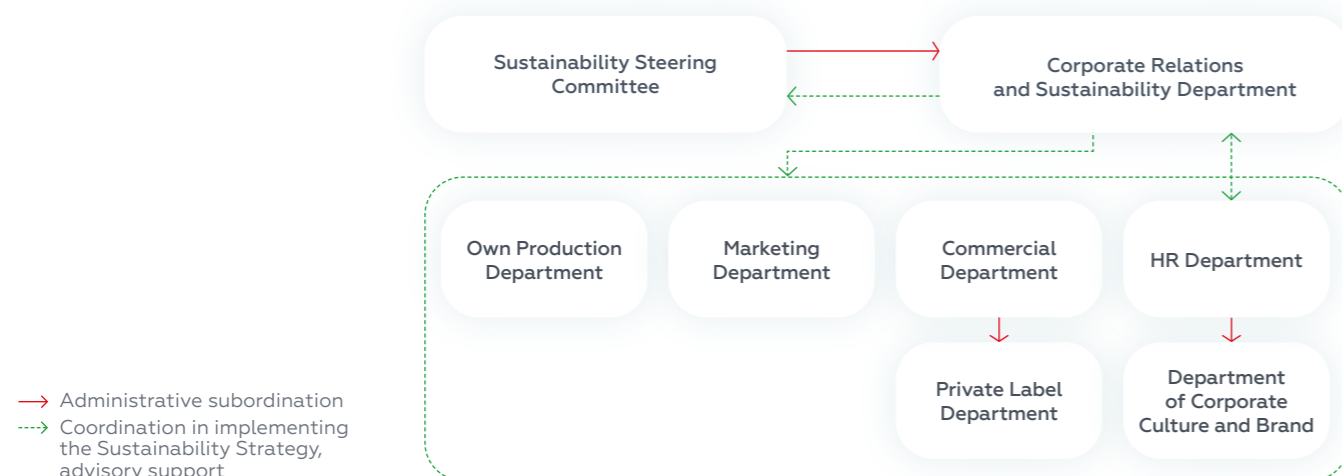 Sustainability Steering
Committee
Corporate Relations
and Sustainability Department
Own Production
Department
Marketing
Department
Commercial
Department
HR Department
Private Label
Department
Department
of Corporate
Culture and Brand
Administrative subordination
Coordination in implementing
the Sustainability Strategy,
advisory support